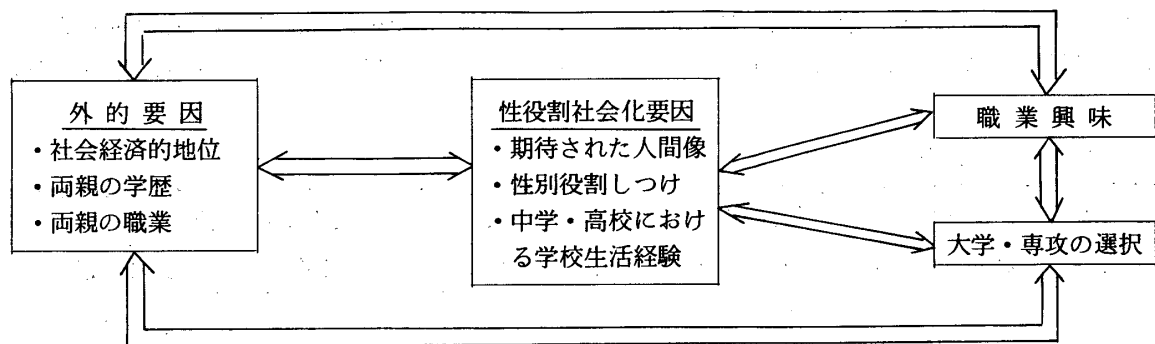 外的要因
・社会経済的地位
・両親の学歴
・両親の職業
性役割社会化要因
・期待された人間像
・性別役割しつけ
・中学・高校におけ
る学校生活経験
職業興味
大学・専攻の選択